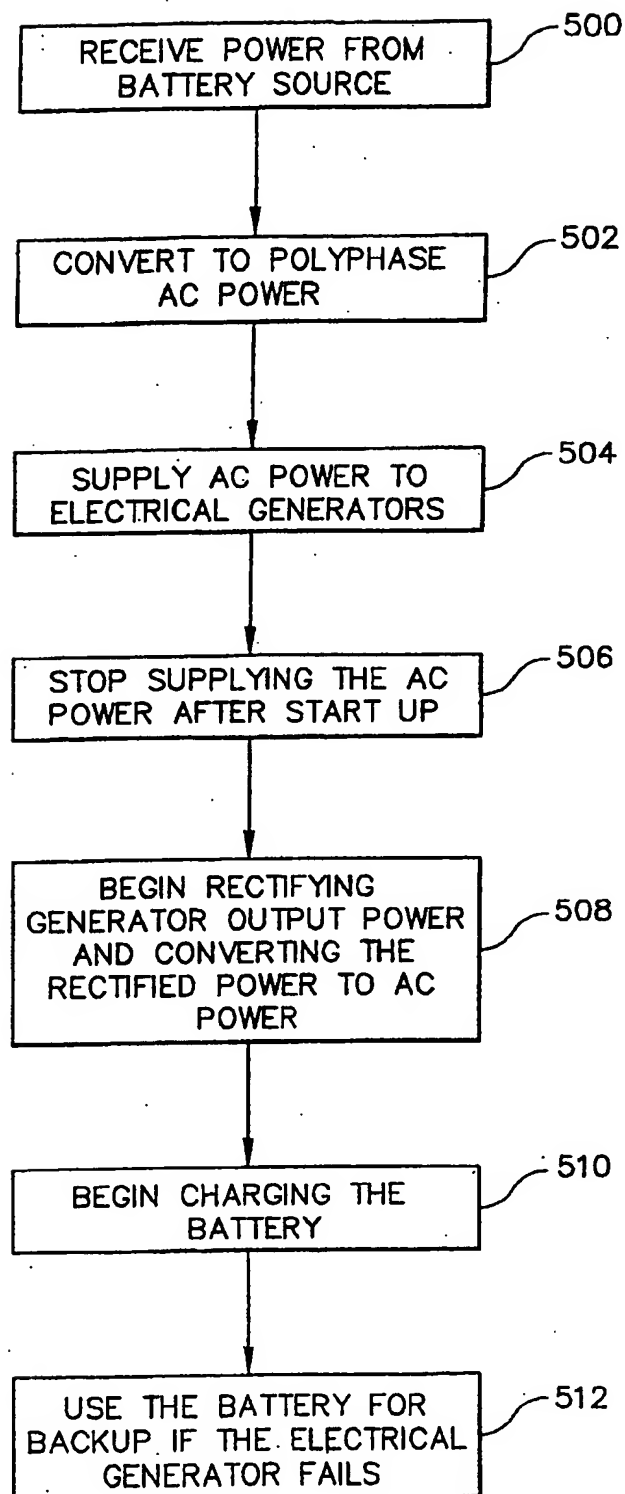 500
RECEIVE POWER FROM
BATTERY SOURCE
502
CONVERT TO POLYPHASE
AC POWER
504
SUPPLY AC POWER TO
ELECTRICAL GENERATORS
506
STOP SUPPLYING THE AC
POWER AFTER START UP
508
BEGIN RECTIFYING
GENERATOR OUTPUT POWER
AND CONVERTING THE
RECTIFIED POWER TO AC
POWER
510
BEGIN CHARGING THE
BATTERY
512
USE THE BATTERY FOR
BACKUP IF THE ELECTRICAL
GENERATOR FAILS